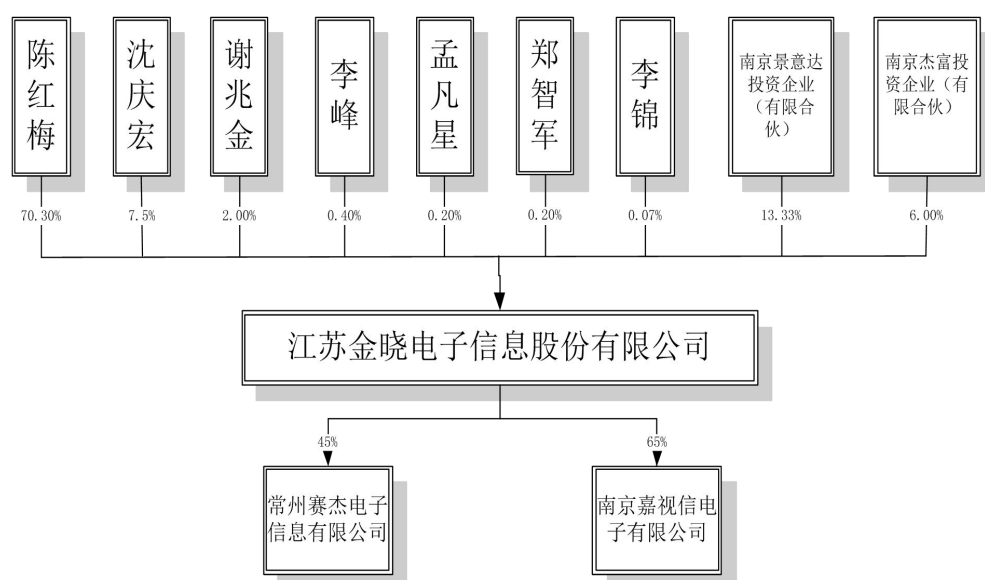 陈红梅
沈庆宏
谢兆金
李峰
孟凡星
郑智军
李锦
南京景意达
投资企业
（有限合
伙）
南京杰富投
资企业（有
限合伙）
70.30%
7.5%
2.00%
0.40%
0.20%
0.20%
0.07%
13.33%
6.00%
江苏金晓电子信息股份有限公司
45%
65%
常州赛杰电子
信息有限公司
南京嘉视信电
子有限公司